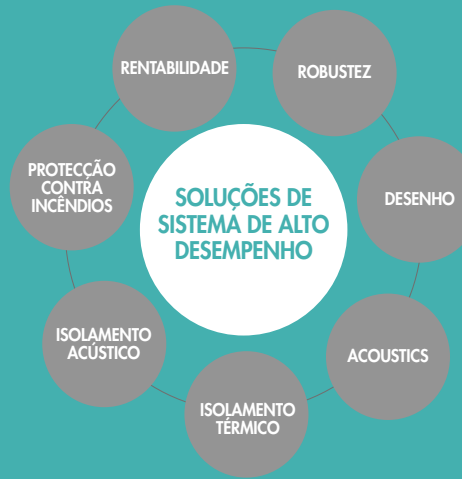 RENTABILIDADE
ROBUSTEZ
PROTECÇÃO
CONTRA
INCÊNDIOS
SOLUÇÕES DE
SISTEMA DE ALTO
DESEMPENHO
DESENHO
ISOLAMENTO
ACÚSTICO
ACOUSTICS
ISOLAMENTO
TÉRMICO